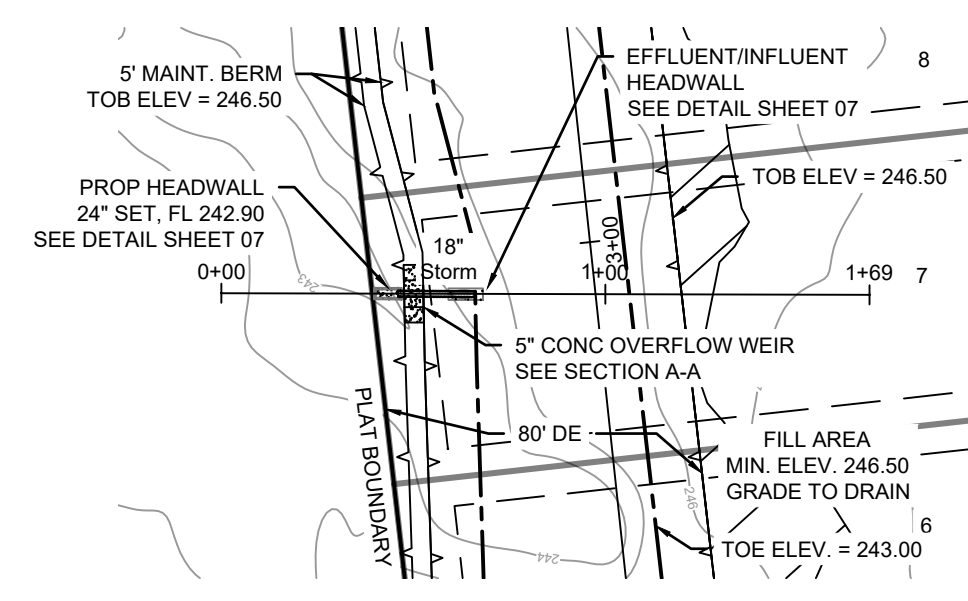 5' MAINT. BERM
TOB ELEV = 246.50
EFFLUENT/INFLUENT
HEADWALL
SEE DETAIL SHEET 07
8
TOB ELEV = 246.50
PROP HEADWALL
24" SET, FL 242.90
SEE DETAIL SHEET 07
18"
Storm
3+00
0+00
243
1+00
1+69
7
5" CONC OVERFLOW WEIR
SEE SECTION A-A
PLAT BOUNDARY
80' DE
FILL AREA
MIN. ELEV. 246.50
GRADE TO DRAIN
246
6
244
TOE ELEV. = 243.00